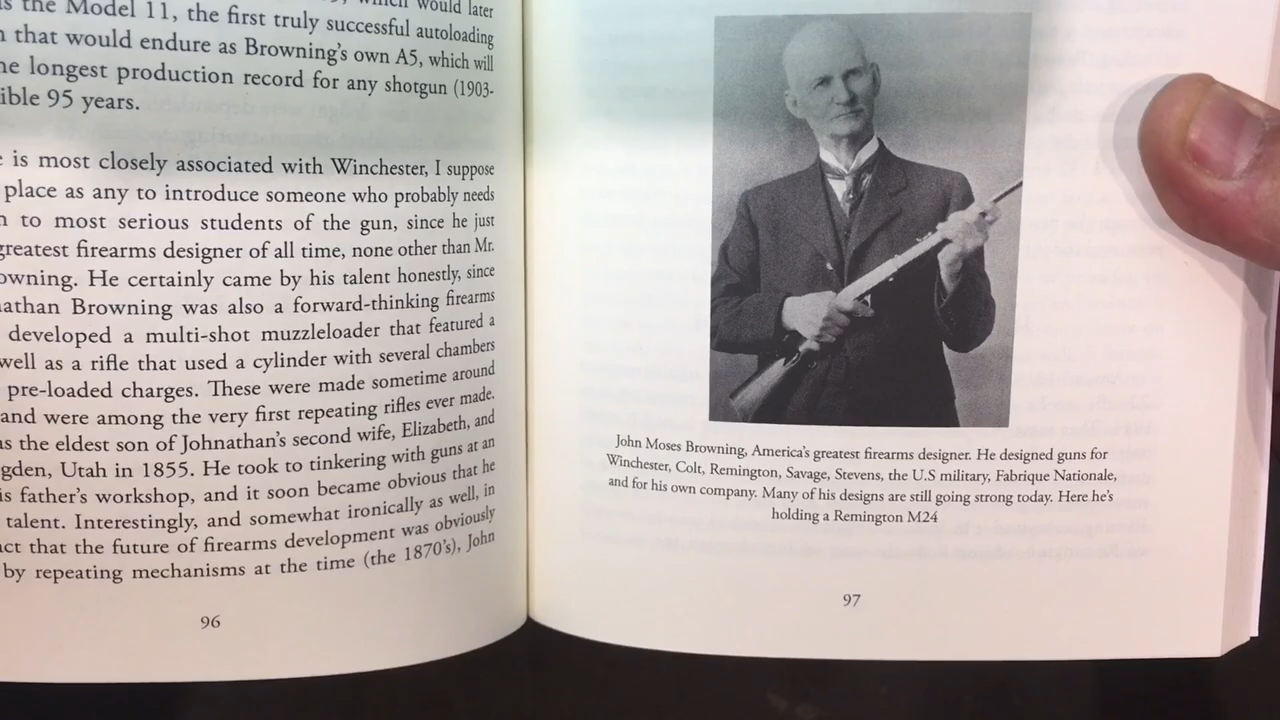 s the Model 11, the first truly successful autoloading
that would endure as Browning's own A5, which will
e longest production record for any shotgun (1903-
ible 95 years.
is most closely associated with Winchester, I suppose
place as any to introduce someone who probably needs
to most serious students of the gun, since he just
greatest firearms designer of all time, none other than Mr.
owning. He certainly came by his talent honestly, since
nathan Browning was also a forward-thinking firearms
developed a multi-shot muzzleloader that featured a
well as a rifle that used a cylinder with several chambers
pre-loaded charges. These were made sometime around
and were among the very first repeating rifles ever made.
s the eldest son of Johnathan's second wife, Elizabeth, and
gden, Utah in 1855. He took to tinkering with guns at an
is father's workshop, and it soon became obvious that he
talent. Interestingly, and somewhat ironically as well, in
ct that the future of firearms development was obviously
by repeating mechanisms at the time (the 1870's), John
96
John Moses Browning, America's greatest firearms designer. He designed guns for
Winchester, Colt, Remington, Savage, Stevens, the U.S military, Fabrique Nationale,
and for his own company. Many of his designs are still going strong today. Here he's
holding a Remington M24
97